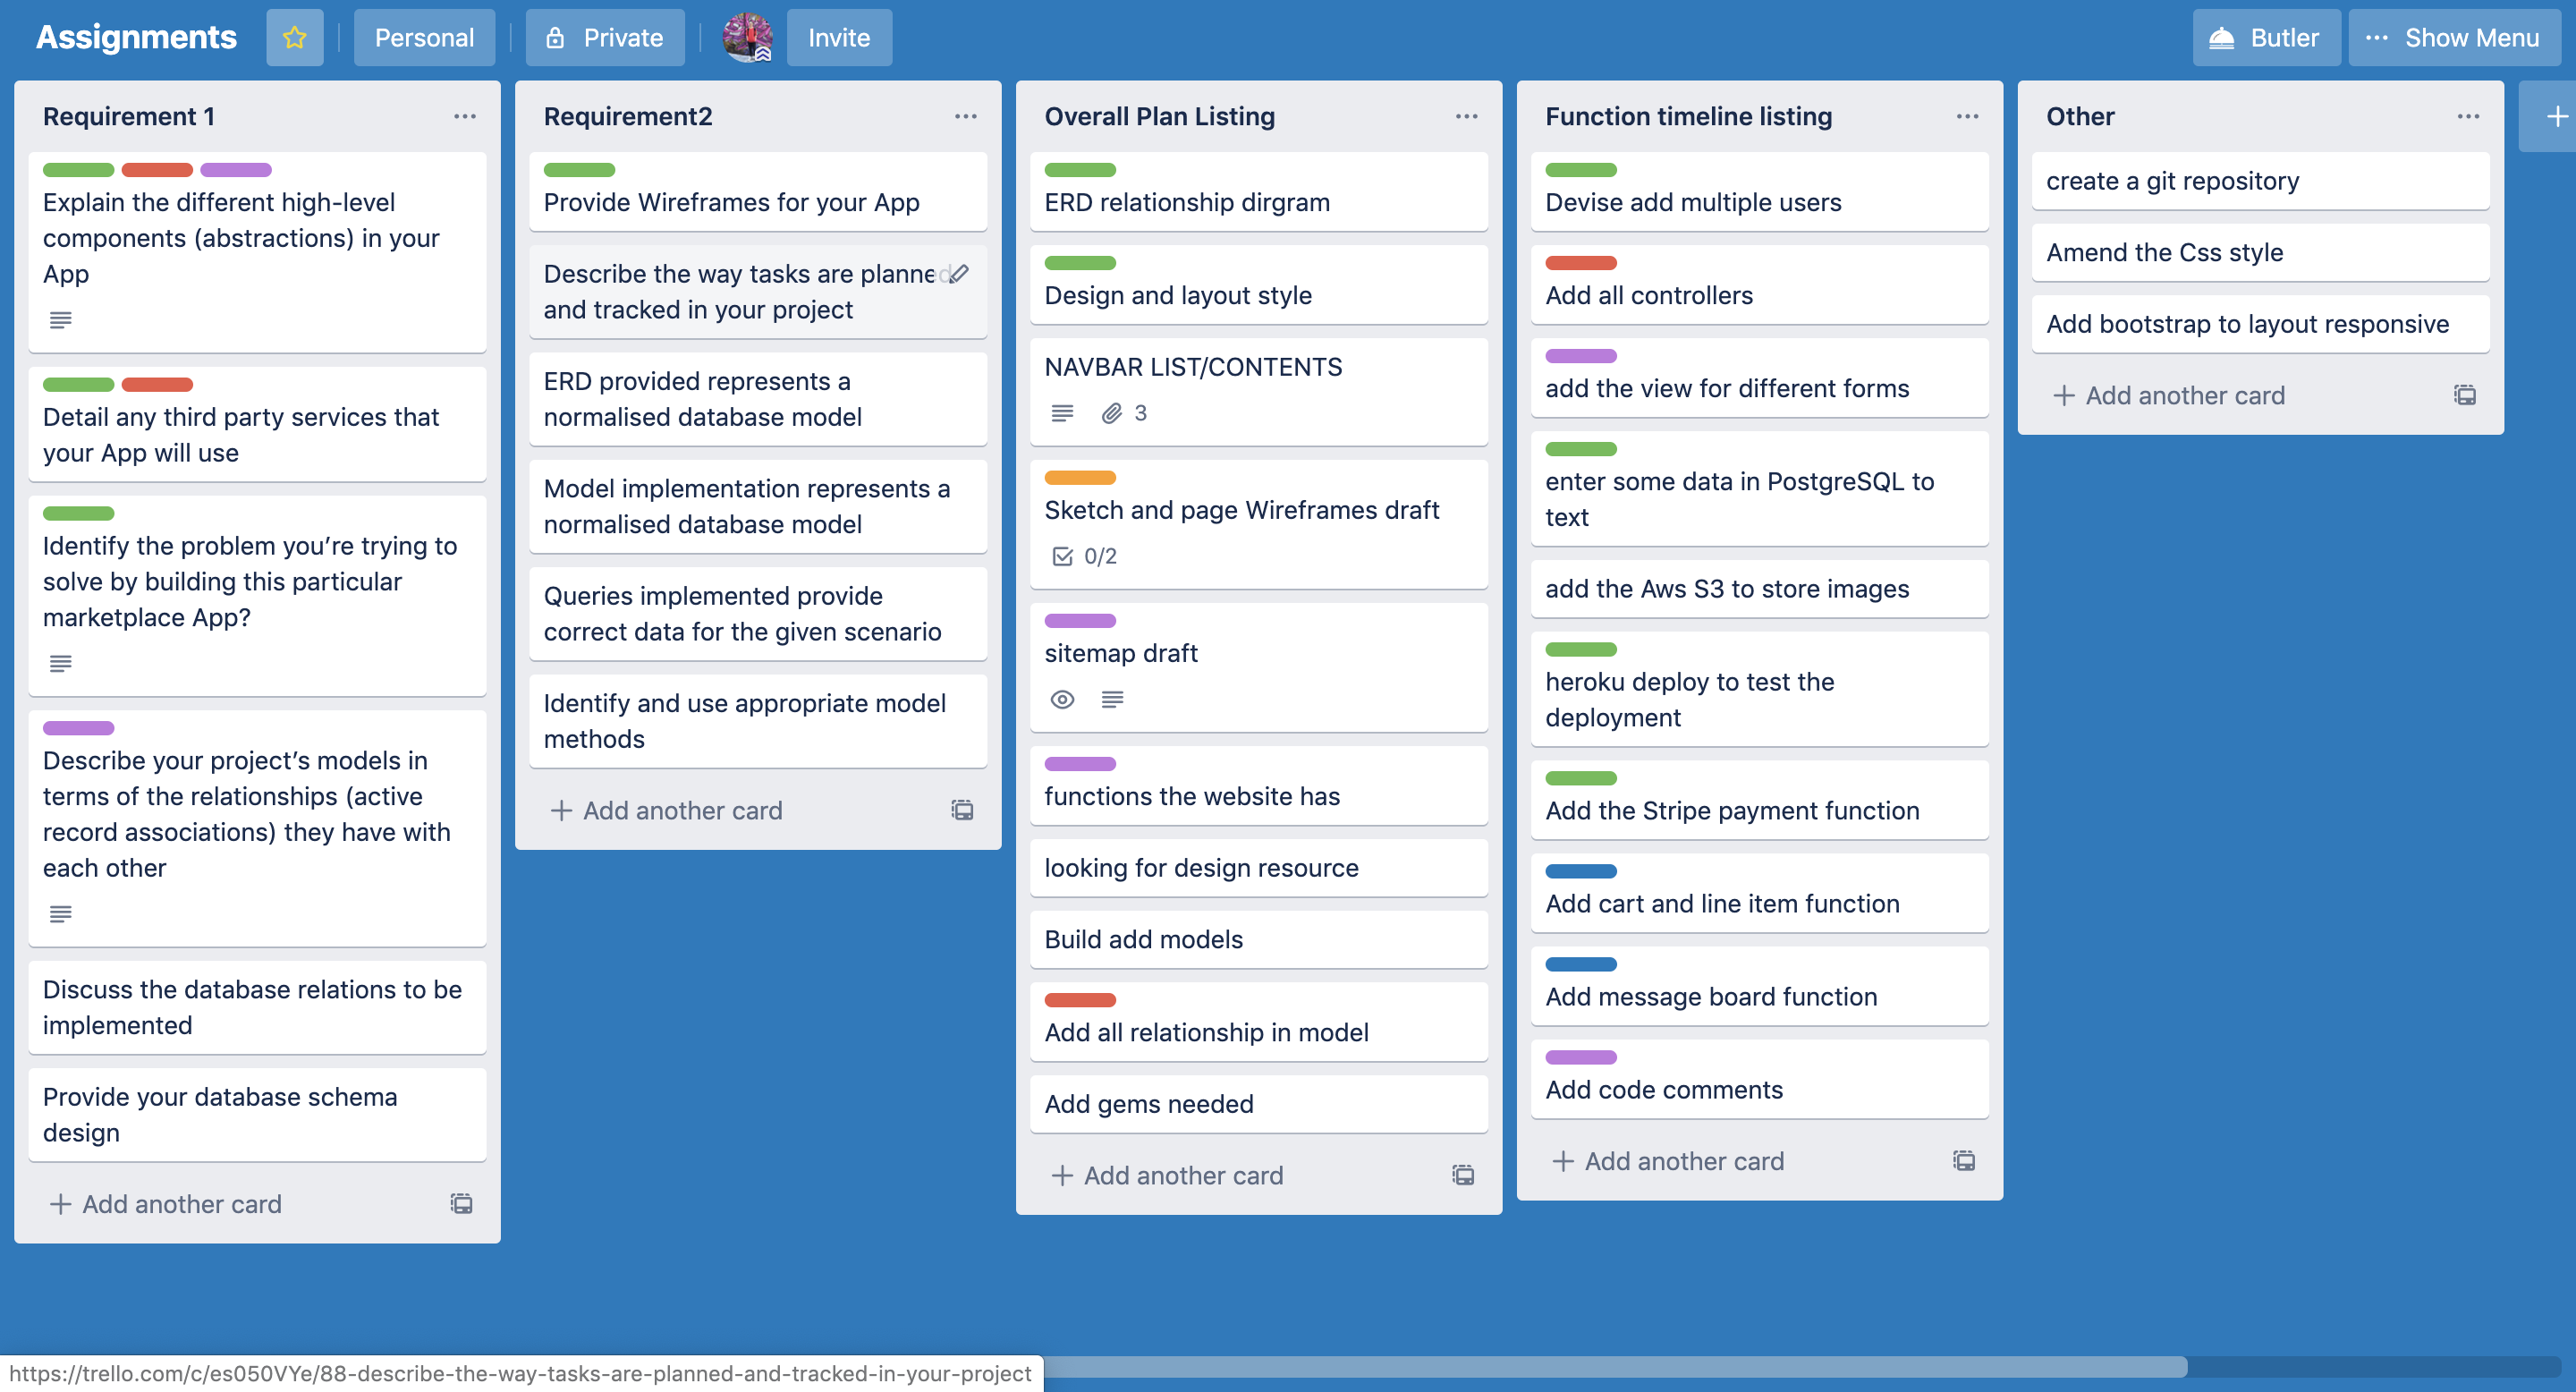 Assignments
Personal
Private
Invite
Butler
Show Menu
Requirement 1
Explain the different high-level
components (abstractions) in your
App
Detail any third party services that
your App will use
Identify the problem you’re trying to
solve by building this particular
marketplace App?
Describe your project’s models in
terms of the relationships (active
record associations) they have with
each other
Discuss the database relations to be
implemented
Provide your database schema
design
Add another card
Requirement2
Provide Wireframes for your App
Describe the way tasks are planned
and tracked in your project
ERD provided represents a
normalised database model
Model implementation represents a
normalised database model
Queries implemented provide
correct data for the given scenario
Identify and use appropriate model
methods
Add another card
Overall Plan Listing
ERD relationship dirgram
Design and layout style
NAVBAR LIST/CONTENTS
3
Sketch and page Wireframes draft
0/2
sitemap draft
functions the website has
looking for design resource
Build add models
Add all relationship in model
Add gems needed
Add another card
Function timeline listing
Devise add multiple users
Add all controllers
add the view for different forms
enter some data in PostgreSQL to
text
add the Aws S3 to store images
heroku deploy to test the
deployment
Add the Stripe payment function
Add cart and line item function
Add message board function
Add code comments
Add another card
Other
create a git repository
Amend the Css style
Add bootstrap to layout responsive
Add another card
https://trello.com/c/es050VYe/88-describe-the-way-tasks-are-planned-and-tracked-in-your-project